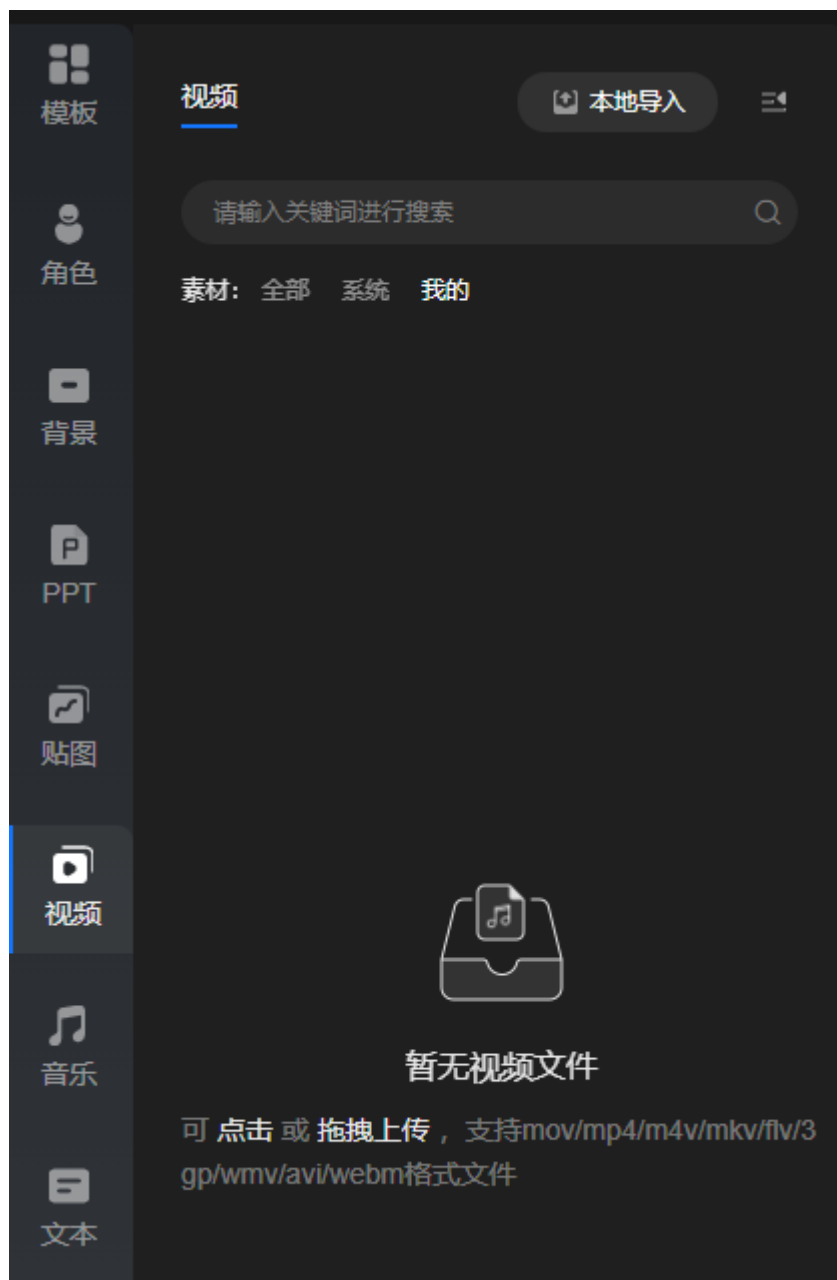 模板
角色
背景
P
PPT
贴图
视频
音乐
文本
视频
本地导入
请输入关键词进行搜索
素材: 全部 系统 我的
暂无视频文件
可 点击 或 拖拽上传 ，支持mov/mp4/m4v/mkv/flv/3
gp/wmv/avi/webm格式文件